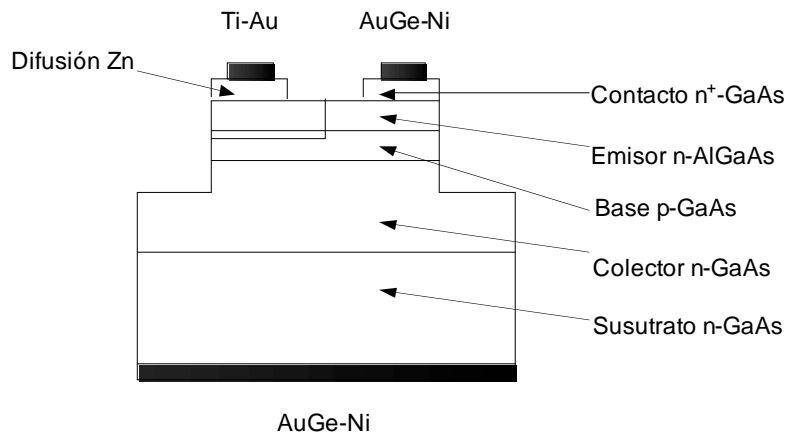 Ti-Au
AuGe-Ni
Difusión Zn
Contacto n+-GaAs
Emisor n-AlGaAs
Base p-GaAs
Colector n-GaAs
Susutrato n-GaAs
AuGe-Ni